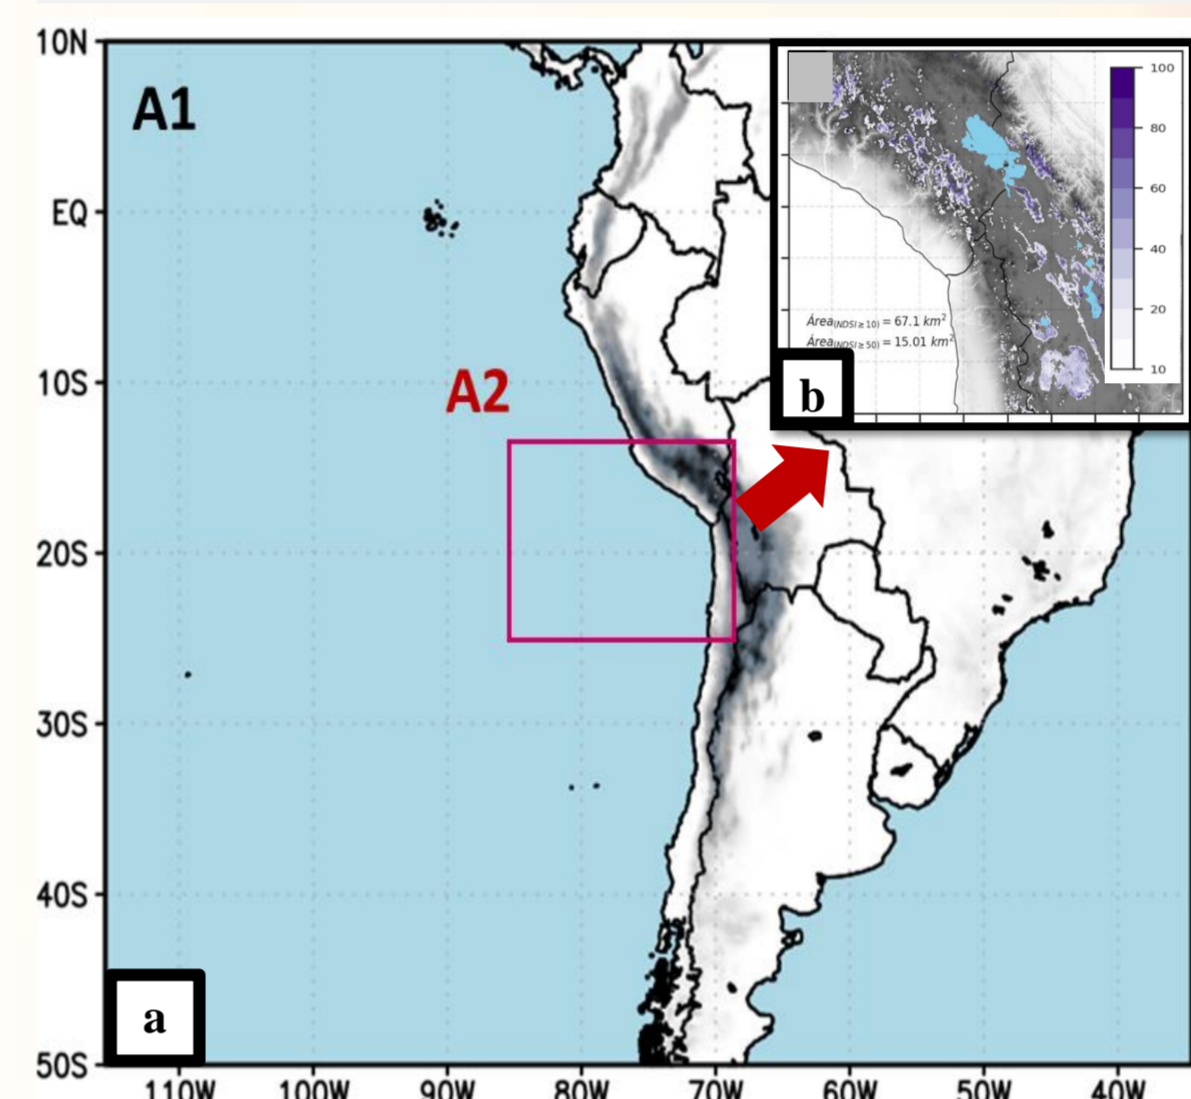 10N
A1
EQ
10S
A2
20S
30S
40S
50S
110W 100W 90W 80W 70W 60W 50W 40W
a
100
80
60
40
20
10
Área(NDSI≥10) = 67.1 km²
Área(NDSI≥50) = 15.01 km²
b